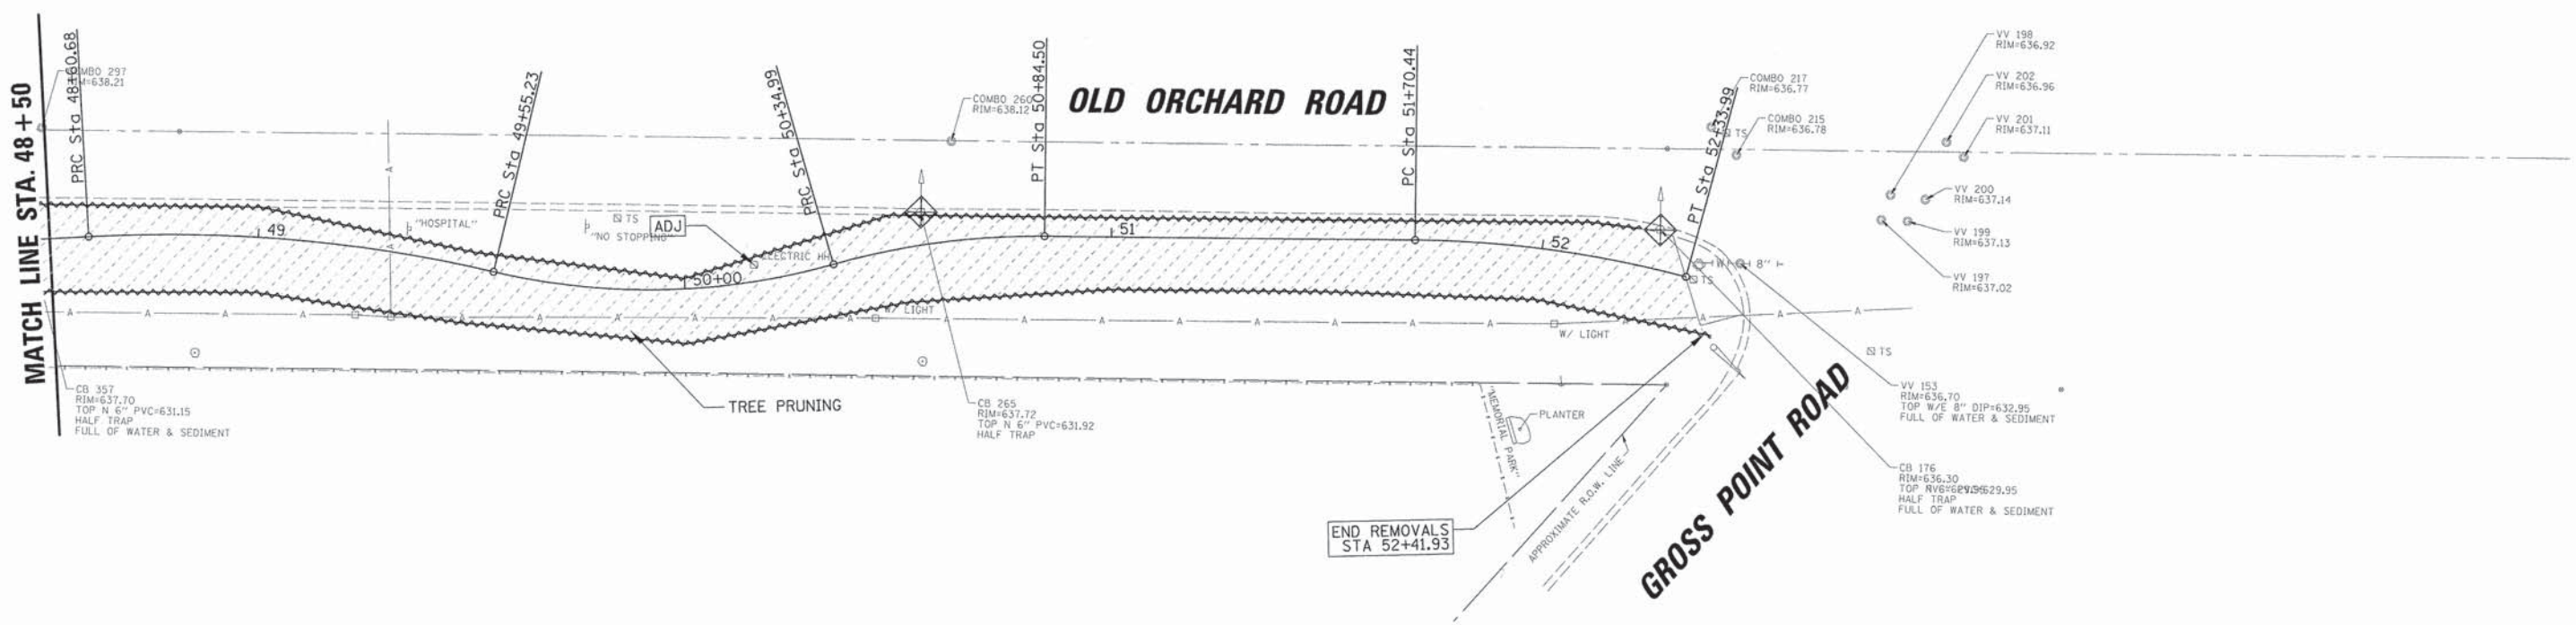 MATCH LINE STA. 48+50
COMBO 297
RIM=638.21
PRC Sta 48+60.68
49
A
"HOSPITAL"
PRC Sta 49+55.23
TS
"NO STOPPING"
ADJ
ELECTRIC HH
50+00
PRC Sta 50+34.99
COMBO 260
RIM=638.12
PT Sta 50+84.50
OLD ORCHARD ROAD
51
PC Sta 51+70.44
52
PT Sta 52+33.99
COMBO 217
RIM=636.77
TS
COMBO 215
RIM=636.78
VV 198
RIM=636.92
VV 202
RIM=636.96
VV 201
RIM=637.11
VV 200
RIM=637.14
VV 199
RIM=637.13
VV 197
RIM=637.02
W
8"
TS
A A A A A A A A A A A A A A A A A A A A A A A
W/ LIGHT
W/ LIGHT
TS
CB 357
RIM=637.70
TOP N 6" PVC=631.15
HALF TRAP
FULL OF WATER & SEDIMENT
TREE PRUNING
CB 265
RIM=637.72
TOP N 6" PVC=631.92
HALF TRAP
"MEMORIAL PARK"
PLANTER
APPROXIMATE R.O.W. LINE
END REMOVALS
STA 52+41.93
GROSS POINT ROAD
VV 153
RIM=636.70
TOP W/E 8" DIP=632.95
FULL OF WATER & SEDIMENT
CB 176
RIM=636.30
HALF TRAP
FULL OF WATER & SEDIMENT